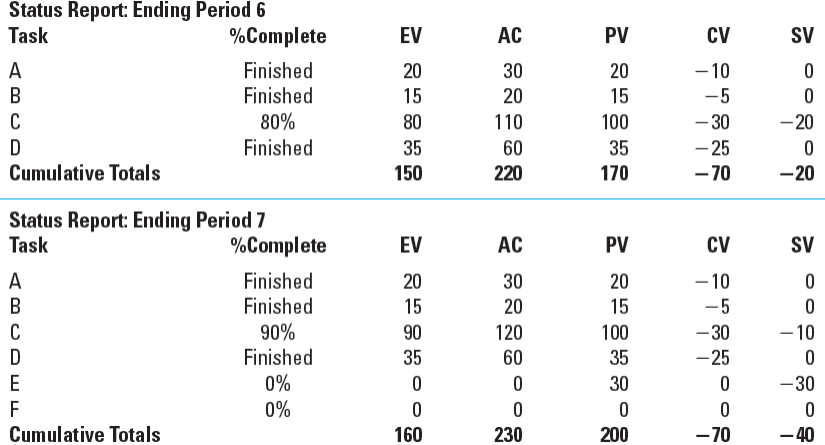 Status Report: Ending Period 6
Task %Complete EV AC PV CV SV
A Finished 20 30 20 −10 0
B Finished 15 20 15 −5 0
C 80% 80 110 100 −30 −20
D Finished 35 60 35 −25 0
Cumulative Totals 150 220 170 −70 −20
Status Report: Ending Period 7
Task %Complete EV AC PV CV SV
A Finished 20 30 20 −10 0
B Finished 15 20 15 −5 0
C 90% 90 120 100 −30 −10
D Finished 35 60 35 −25 0
E 0% 0 0 30 0 −30
F 0% 0 0 0 0 0
Cumulative Totals 160 230 200 −70 −40